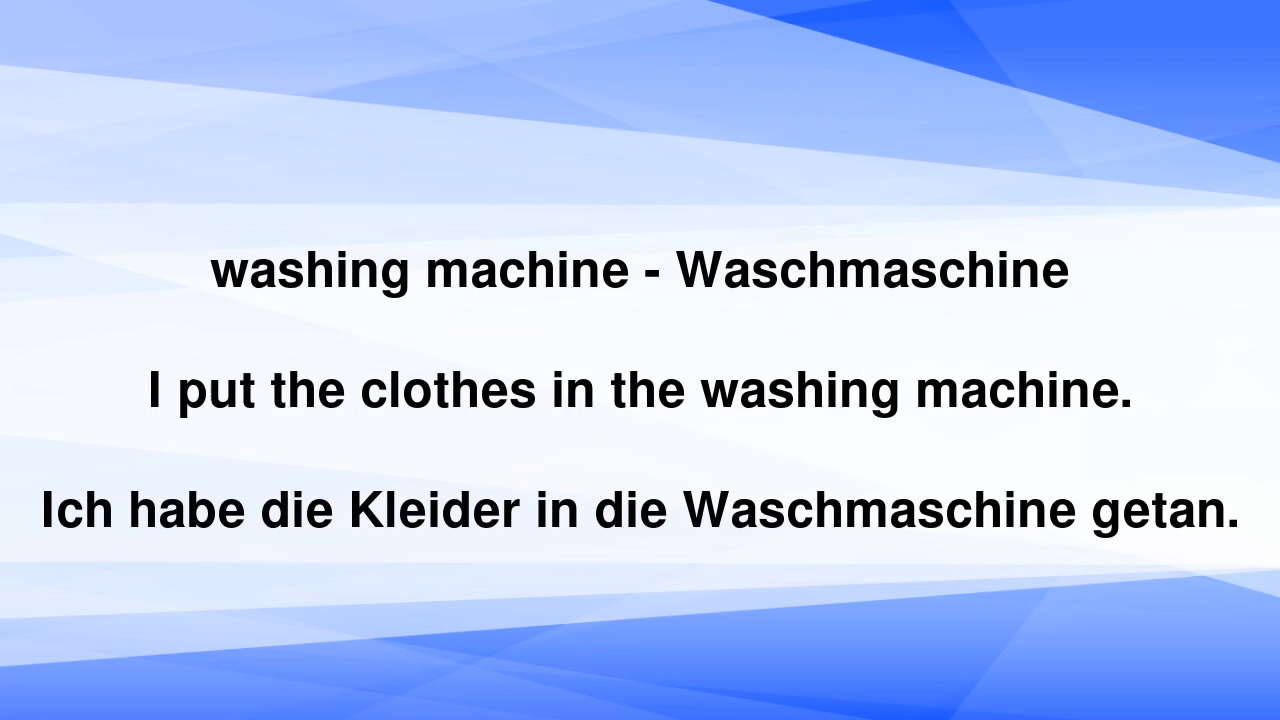 washing machine - Waschmaschine
I put the clothes in the washing machine.
Ich habe die Kleider in die Waschmaschine getan.